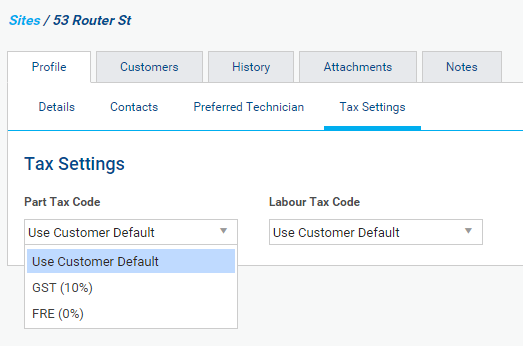 Sites / 53 Router St
Profile Customers History Attachments Notes
Details Contacts Preferred Technician Tax Settings
Tax Settings
Part Tax Code Labour Tax Code
Use Customer Default Use Customer Default
Use Customer Default
GST (10%)
FRE (0%)